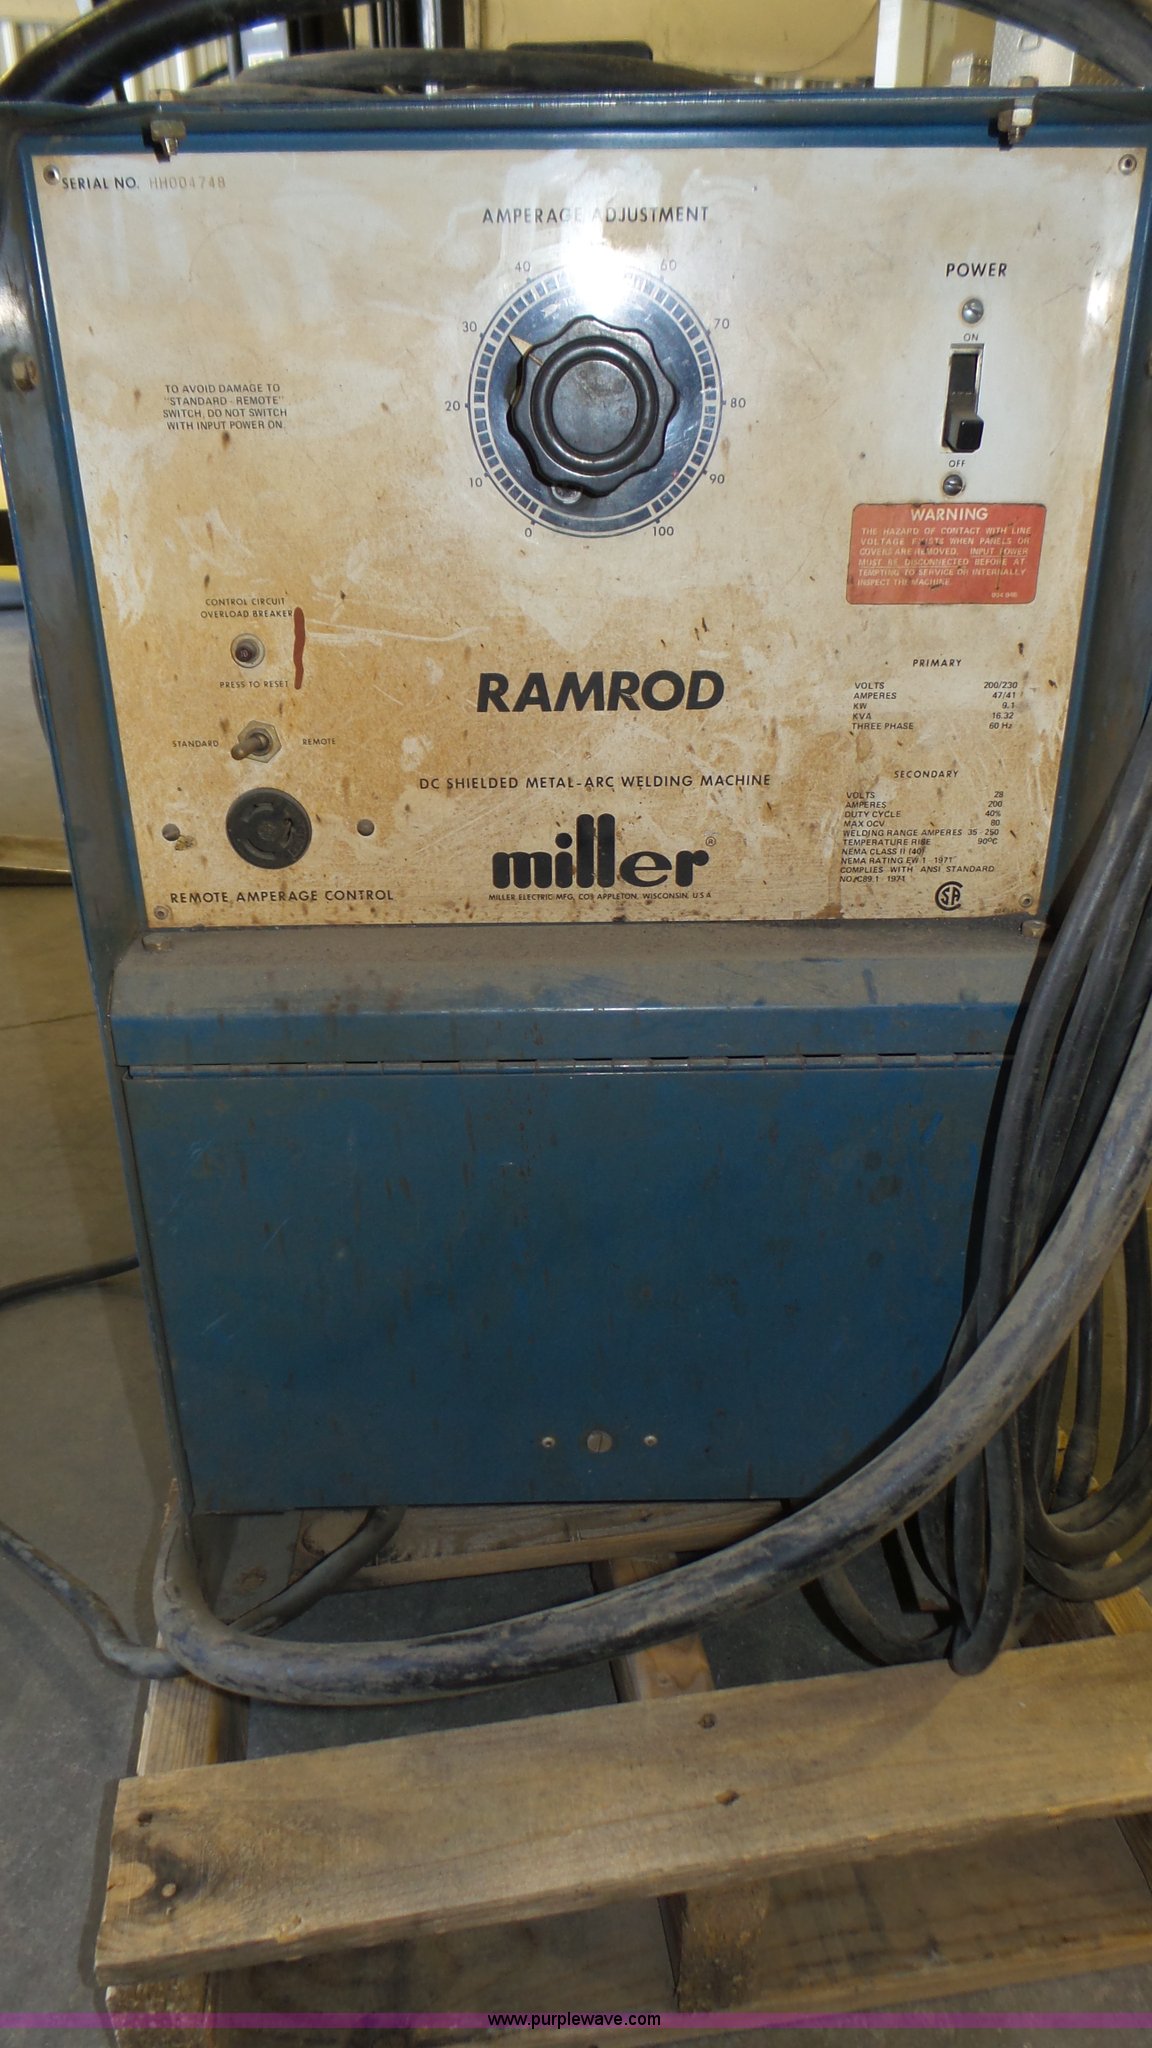 SERIAL NO. HH004748
AMPERAGE ADJUSTMENT
0 10 20 30 40 60 70 80 90 100
POWER
ON
OFF
TO AVOID DAMAGE TO
"STANDARD - REMOTE"
SWITCH, DO NOT SWITCH
WITH INPUT POWER ON.
WARNING
THE HAZARD OF CONTACT WITH LINE
VOLTAGE EXISTS WHEN PANELS OR
COVERS ARE REMOVED. INPUT POWER
MUST BE DISCONNECTED BEFORE AT-
TEMPTING TO SERVICE OR INTERNALLY
INSPECT THE MACHINE.
CONTROL CIRCUIT
OVERLOAD BREAKER
PRESS TO RESET
STANDARD REMOTE
REMOTE AMPERAGE CONTROL
RAMROD
DC SHIELDED METAL-ARC WELDING MACHINE
miller®
MILLER ELECTRIC MFG. CO. APPLETON, WISCONSIN, U.S.A
PRIMARY
VOLTS 200/230
AMPERES 47/41
KW 9.1
KVA 16.32
THREE PHASE 60 Hz
SECONDARY
VOLTS 28
AMPERES 200
DUTY CYCLE 40%
MAX OCV 80
WELDING RANGE AMPERES 35 - 250
TEMPERATURE RISE 90°C
NEMA CLASS II (40)
NEMA RATING EW 1 - 1971
COMPLIES WITH ANSI STANDARD
NO. C89.1 - 1971
SA
www.purplewave.com